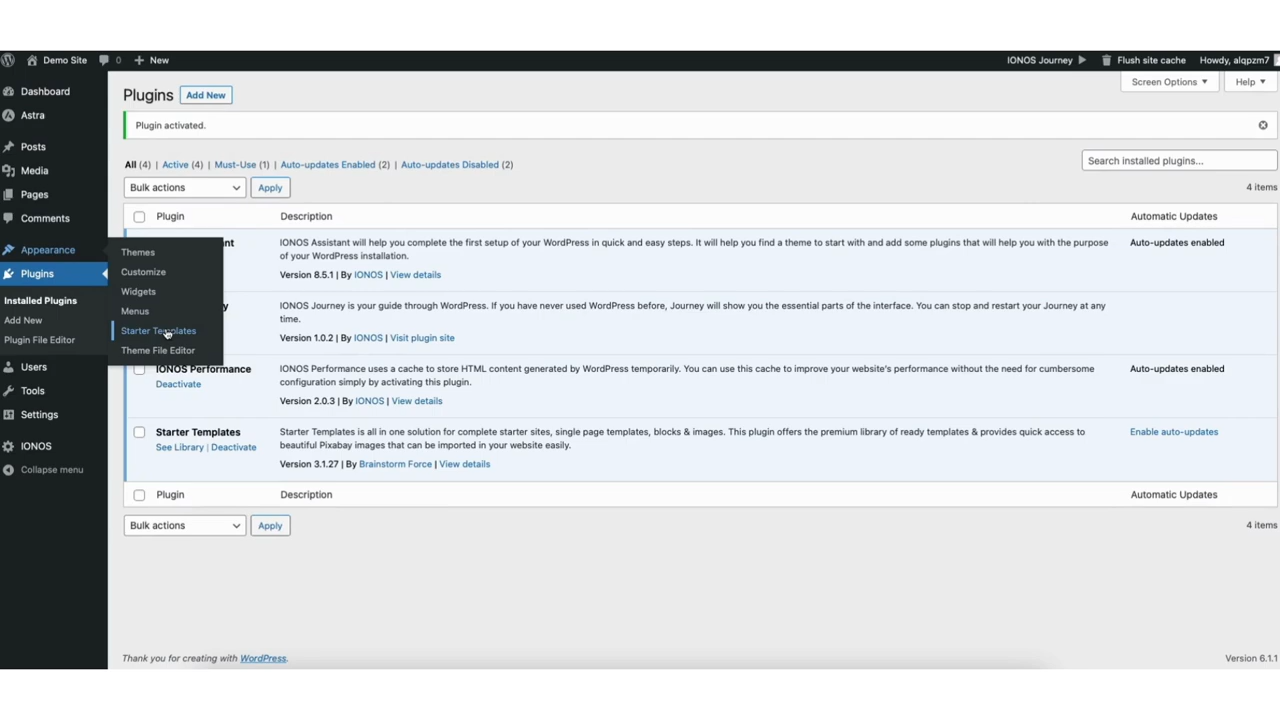 Demo Site
0
New
IONOS Journey
Flush site cache
Howdy, alqpzm7
Dashboard
Astra
Posts
Media
Pages
Comments
Appearance
Plugins
Installed Plugins
Add New
Plugin File Editor
Users
Tools
Settings
IONOS
Collapse menu
Themes
Customize
Widgets
Menus
Starter Templates
Theme File Editor
Plugins
Add New
Screen Options
Help
Plugin activated.
All (4) | Active (4) | Must-Use (1) | Auto-updates Enabled (2) | Auto-updates Disabled (2)
Search installed plugins...
Bulk actions
Apply
4 items
Plugin
Description
Automatic Updates
IONOS Assistant will help you complete the first setup of your WordPress in quick and easy steps. It will help you find a theme to start with and add some plugins that will help you with the purpose
of your WordPress installation.
Version 8.5.1 | By IONOS | View details
Auto-updates enabled
IONOS Journey is your guide through WordPress. If you have never used WordPress before, Journey will show you the essential parts of the interface. You can stop and restart your Journey at any
time.
Version 1.0.2 | By IONOS | Visit plugin site
IONOS Performance
Deactivate
IONOS Performance uses a cache to store HTML content generated by WordPress temporarily. You can use this cache to improve your website's performance without the need for cumbersome
configuration simply by activating this plugin.
Version 2.0.3 | By IONOS | View details
Auto-updates enabled
Starter Templates
See Library | Deactivate
Starter Templates is all in one solution for complete starter sites, single page templates, blocks & images. This plugin offers the premium library of ready templates & provides quick access to
beautiful Pixabay images that can be imported in your website easily.
Version 3.1.27 | By Brainstorm Force | View details
Enable auto-updates
Plugin
Description
Automatic Updates
Bulk actions
Apply
4 items
Thank you for creating with WordPress.
Version 6.1.1